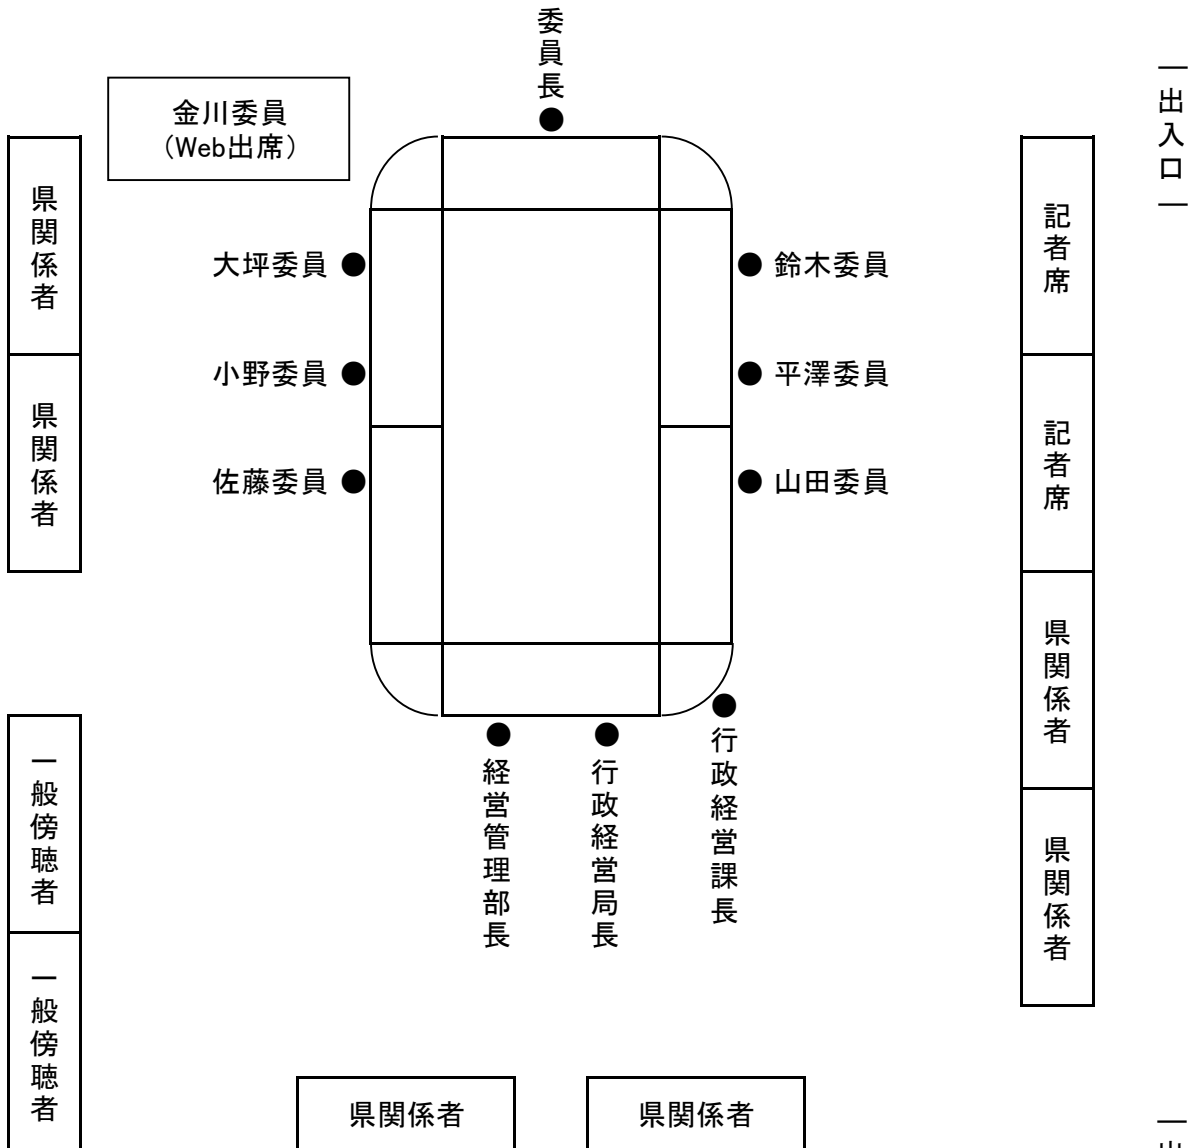 委員長
金川委員
（Web出席）
出入口
県関係者
県関係者
大坪委員
小野委員
佐藤委員
鈴木委員
平澤委員
山田委員
記者席
記者席
県関係者
県関係者
経営管理部長
行政経営局長
行政経営課長
一般傍聴者
一般傍聴者
県関係者
県関係者